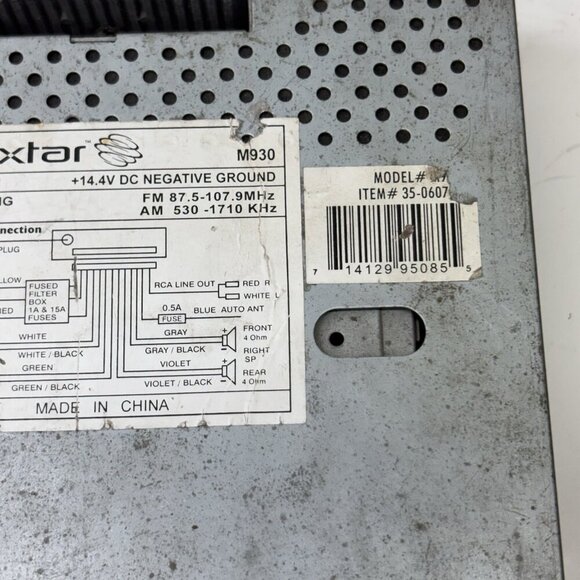 xtar™
M930
+14.4V DC NEGATIVE GROUND
NG FM 87.5-107.9MHz
AM 530 -1710 KHz
nnection
PLUG
LOW
RED
FUSED
FILTER
BOX
1A & 15A
FUSES
RCA LINE OUT
RED R
WHITE L
0.5A
FUSE
BLUE AUTO ANT
WHITE
WHITE / BLACK
GREEN
GREEN / BLACK
GRAY
GRAY / BLACK
VIOLET
VIOLET / BLACK
FRONT
4 Ohm
RIGHT
SP
REAR
4 Ohm
MADE IN CHINA
MODEL#
ITEM# 35-0607
7 14129 95085 5